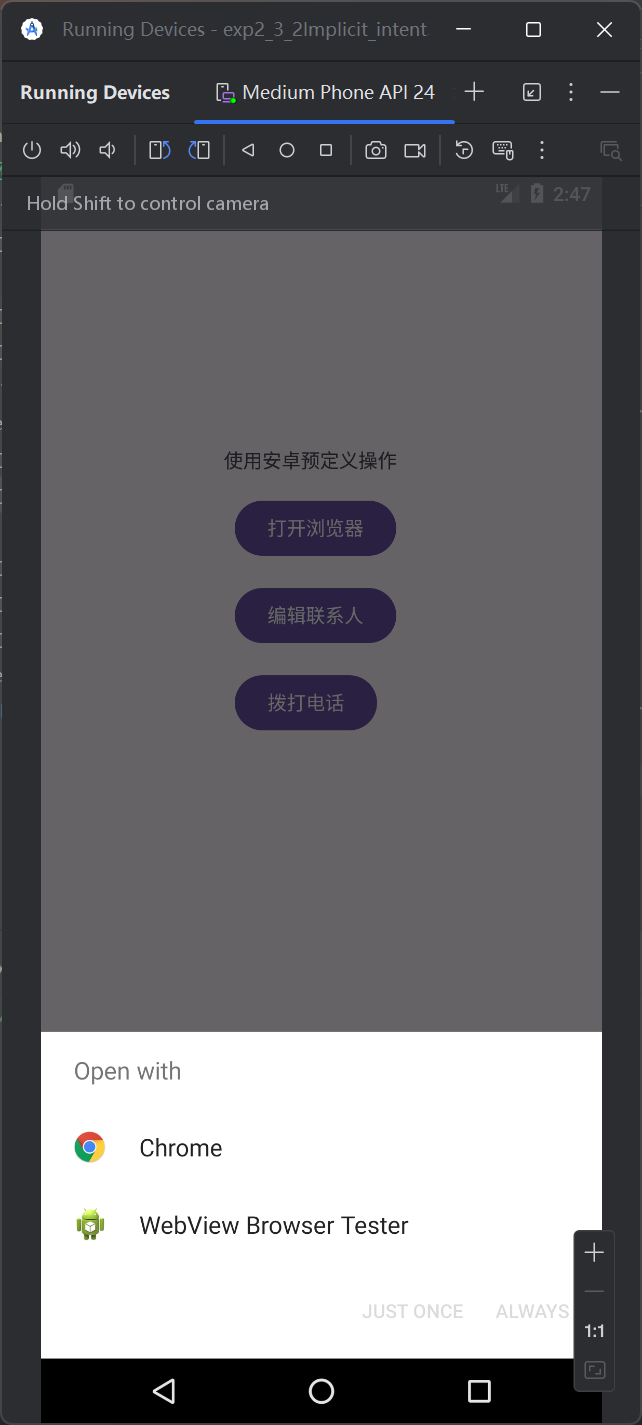 Running Devices - exp2_3_2Implicit_intent
Running Devices
Medium Phone API 24
Hold Shift to control camera
LTE
2:47
使用安卓预定义操作
打开浏览器
编辑联系人
拨打电话
Open with
Chrome
WebView Browser Tester
JUST ONCE
ALWAYS
1:1